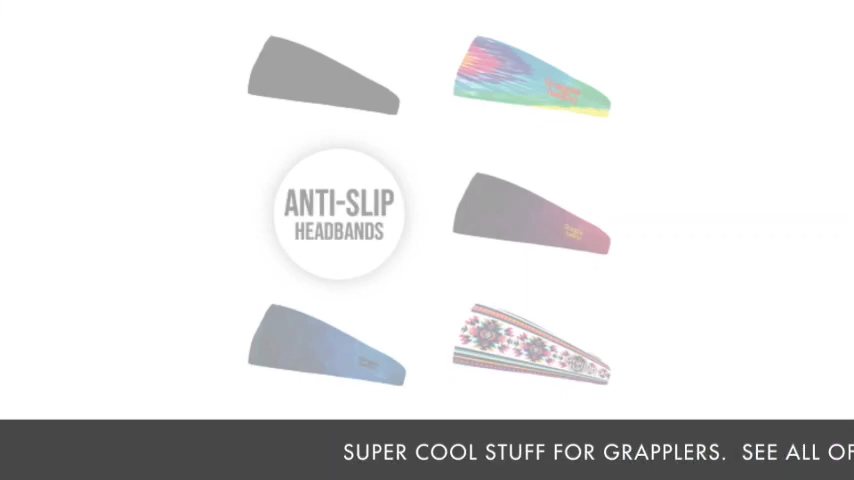 ANTI-SLIP
HEADBANDS
SUPER COOL STUFF FOR GRAPPLERS. SEE ALL OF